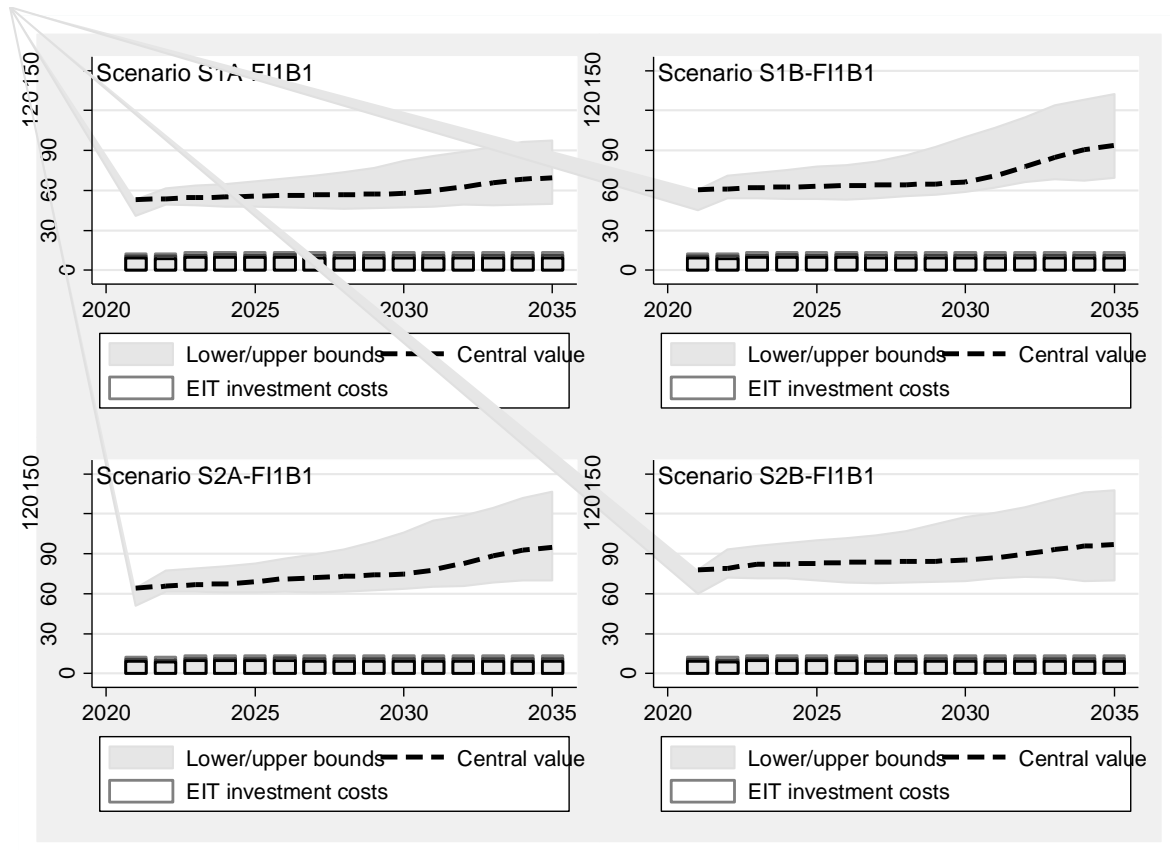 Scenario S1A-FI1B1
150
120
90
60
30
0
2020 2025 2030 2035
Lower/upper bounds Central value
EIT investment costs
Scenario S1B-FI1B1
150
120
90
60
30
0
2020 2025 2030 2035
Lower/upper bounds Central value
EIT investment costs
Scenario S2A-FI1B1
150
120
90
60
30
0
2020 2025 2030 2035
Lower/upper bounds Central value
EIT investment costs
Scenario S2B-FI1B1
150
120
90
60
30
0
2020 2025 2030 2035
Lower/upper bounds Central value
EIT investment costs